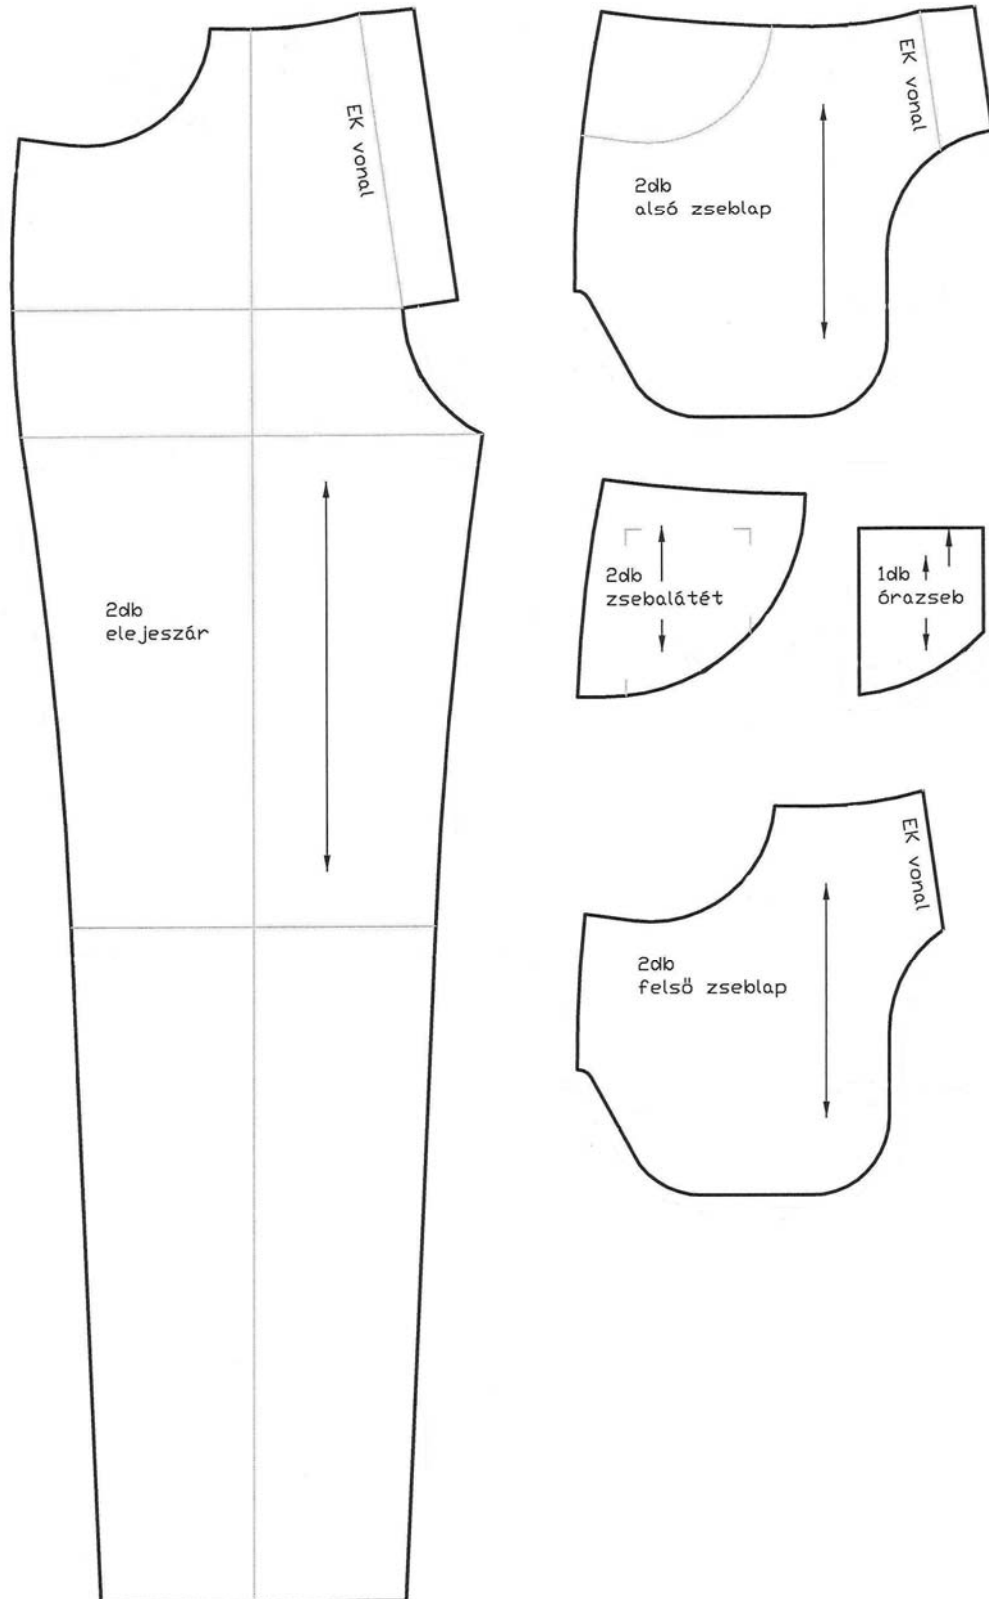 EK vonal
2db
elejeszár
EK vonal
2db
alsó zseblap
2db
zsebalátét
1db
órazseb
EK vonal
2db
felső zseblap